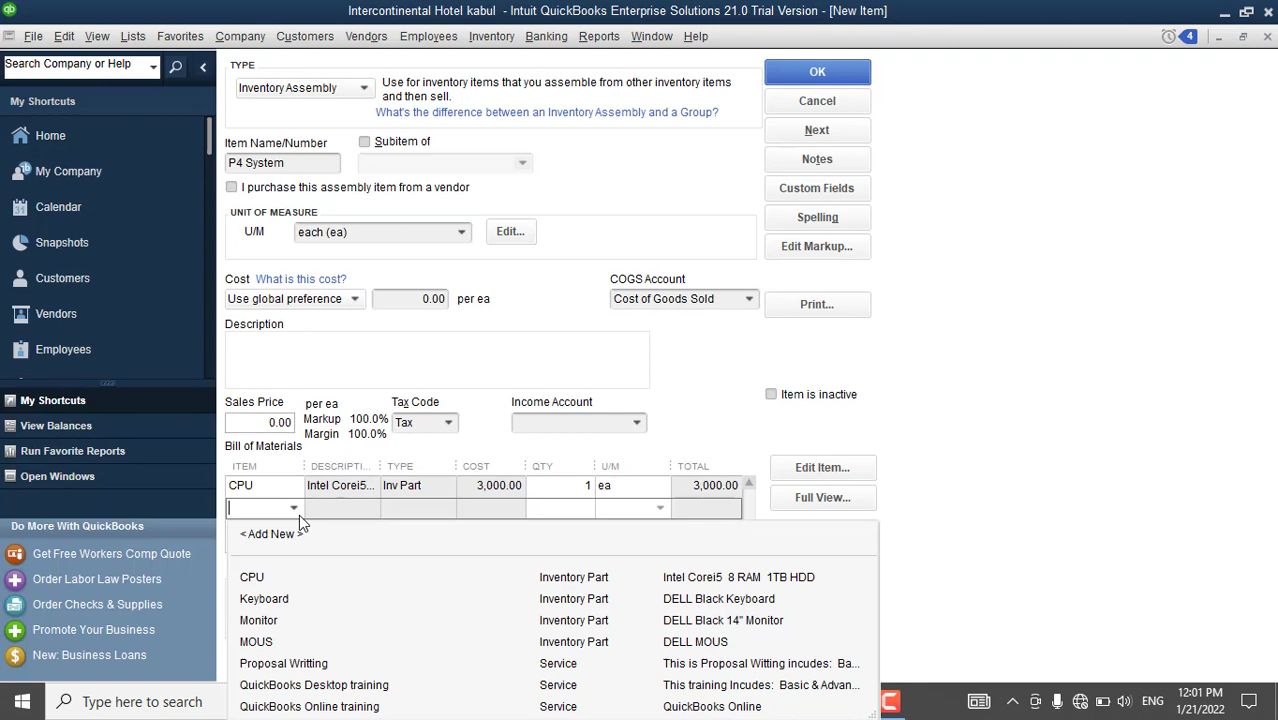 Intercontinental Hotel kabul - Intuit QuickBooks Enterprise Solutions 21.0 Trial Version - [New Item]
File Edit View Lists Favorites Company Customers Vendors Employees Inventory Banking Reports Window Help
4
Search Company or Help
My Shortcuts
Home
My Company
Calendar
Snapshots
Customers
Vendors
Employees
My Shortcuts
View Balances
Run Favorite Reports
Open Windows
Do More With QuickBooks
Get Free Workers Comp Quote
Order Labor Law Posters
Order Checks & Supplies
Promote Your Business
New: Business Loans
TYPE
Inventory Assembly
Use for inventory items that you assemble from other inventory items
and then sell.
What's the difference between an Inventory Assembly and a Group?
Item Name/Number
Subitem of
P4 System
I purchase this assembly item from a vendor
UNIT OF MEASURE
U/M each (ea) Edit...
Cost What is this cost?
COGS Account
Use global preference 0.00 per ea
Cost of Goods Sold
Description
Sales Price
per ea
Markup 100.0%
Margin 100.0%
0.00
Tax Code
Tax
Income Account
Bill of Materials
ITEM DESCRIPTI... TYPE COST QTY U/M TOTAL
CPU Intel Corei5... Inv Part 3,000.00 1 ea 3,000.00
< Add New >
CPU Inventory Part Intel Corei5 8 RAM 1TB HDD
Keyboard Inventory Part DELL Black Keyboard
Monitor Inventory Part DELL Black 14" Monitor
MOUS Inventory Part DELL MOUS
Proposal Writting Service This is Proposal Witting incudes: Ba...
QuickBooks Desktop training Service This training Incudes: Basic & Advan...
QuickBooks Online training Service QuickBooks Online
OK
Cancel
Next
Notes
Custom Fields
Spelling
Edit Markup...
Print...
Item is inactive
Edit Item...
Full View...
Type here to search
ENG
12:01 PM
1/21/2022